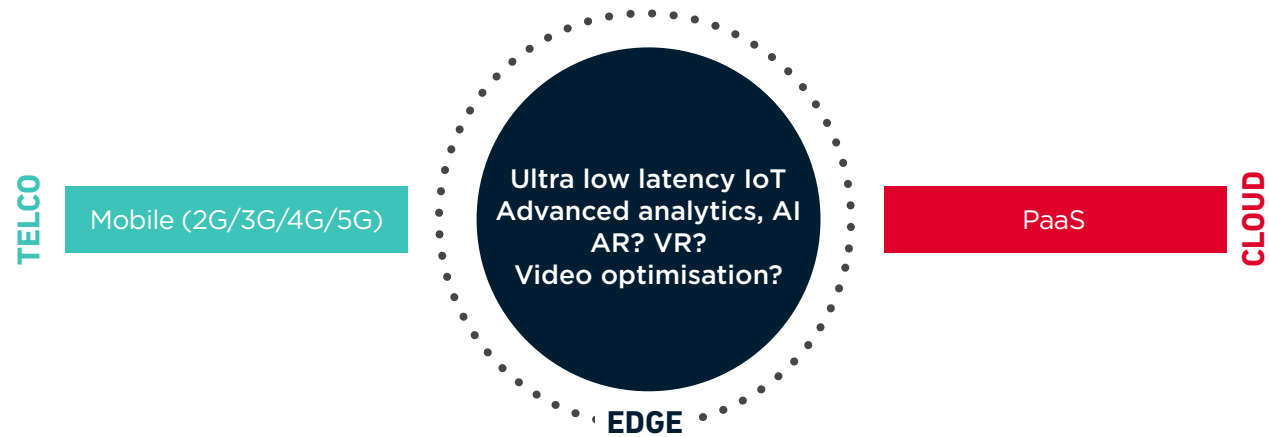 TELCO
Mobile (2G/3G/4G/5G)
Ultra low latency IoT
Advanced analytics, AI
AR? VR?
Video optimisation?
EDGE
PaaS
CLOUD